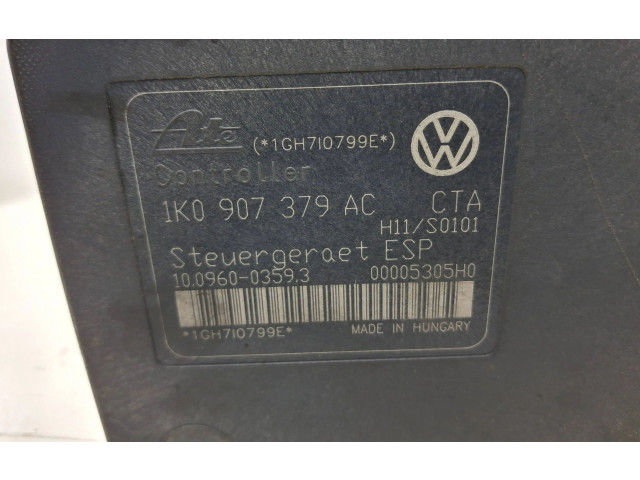 Ate (*1GH7I0799E*)
Controller
1K0 907 379 AC CTA
H11/S0101
Steuergeraet ESP
10.0960-0359.3 00005305H0
*1GH7I0799E* MADE IN HUNGARY